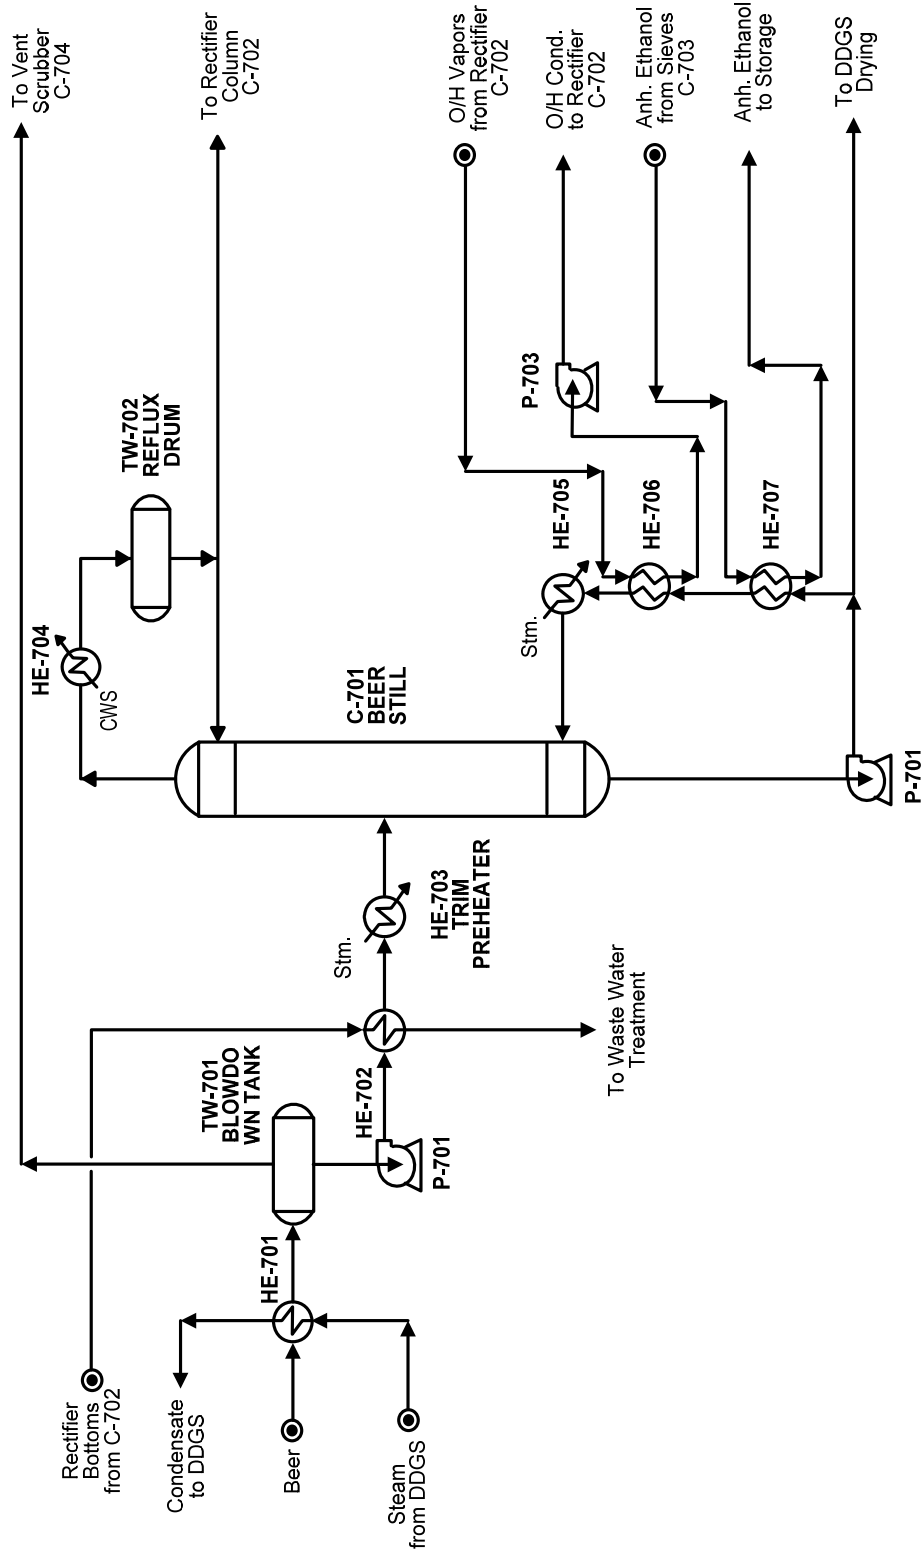 Rectifier
Bottoms
from C-702
Condensate
to DDGS
Beer
Steam
from DDGS
HE-701
TW-701
BLOWDO
WN TANK
HE-702
P-701
To Waste Water
Treatment
Stm.
HE-703
TRIM
PREHEATER
C-701
BEER
STILL
P-701
CWS
HE-704
TW-702
REFLUX
DRUM
Stm.
HE-705
HE-706
HE-707
P-703
To Vent
Scrubber
C-704
To Rectifier
Column
C-702
O/H Vapors
from Rectifier
C-702
O/H Cond.
to Rectifier
C-702
Anh. Ethanol
from Sieves
C-703
Anh. Ethanol
to Storage
To DDGS
Drying